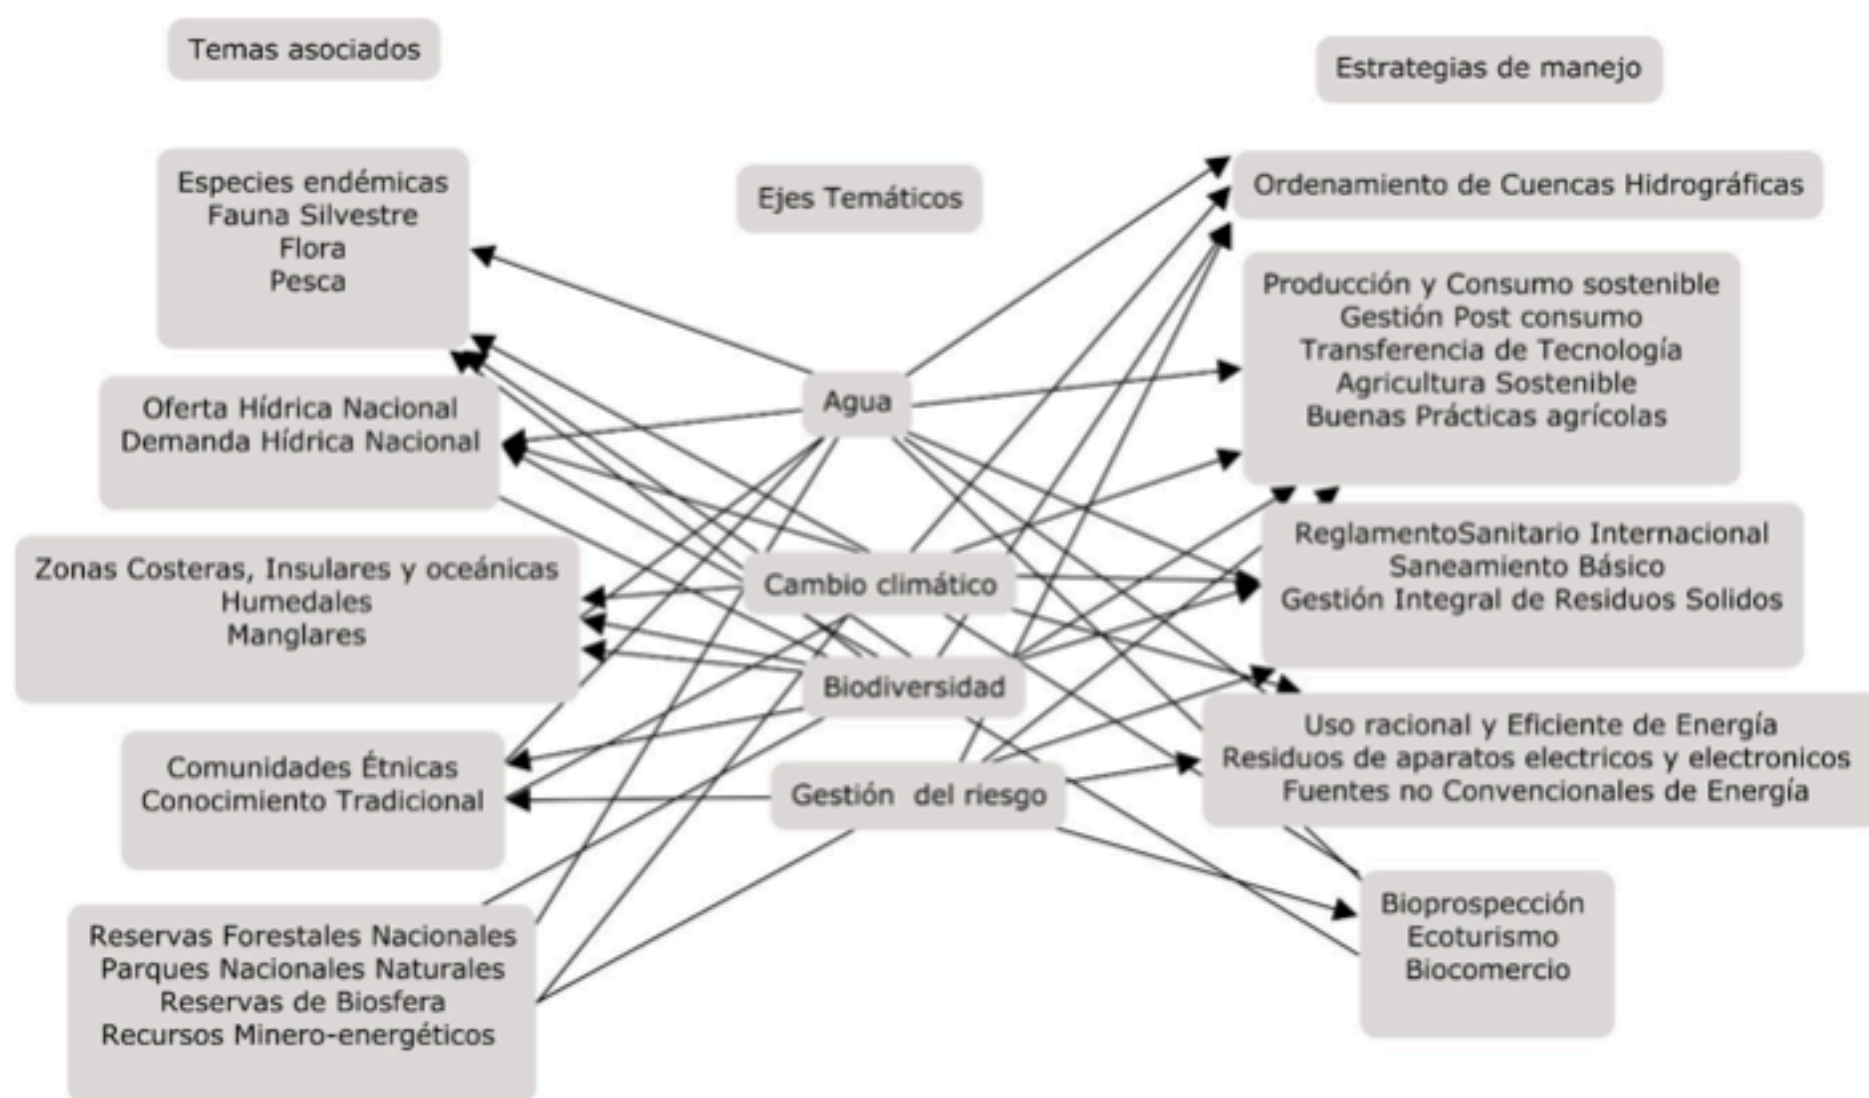 Temas asociados
Especies endémicas
Fauna Silvestre
Flora
Pesca
Oferta Hídrica Nacional
Demanda Hídrica Nacional
Zonas Costeras, Insulares y oceánicas
Humedales
Manglares
Comunidades Étnicas
Conocimiento Tradicional
Reservas Forestales Nacionales
Parques Nacionales Naturales
Reservas de Biosfera
Recursos Minero-energéticos
Ejes Temáticos
Agua
Cambio climático
Biodiversidad
Gestión del riesgo
Estrategias de manejo
Ordenamiento de Cuencas Hidrográficas
Producción y Consumo sostenible
Gestión Post consumo
Transferencia de Tecnología
Agricultura Sostenible
Buenas Prácticas agrícolas
ReglamentoSanitario Internacional
Saneamiento Básico
Gestión Integral de Residuos Solidos
Uso racional y Eficiente de Energía
Residuos de aparatos electricos y electronicos
Fuentes no Convencionales de Energía
Bioprospección
Ecoturismo
Biocomercio